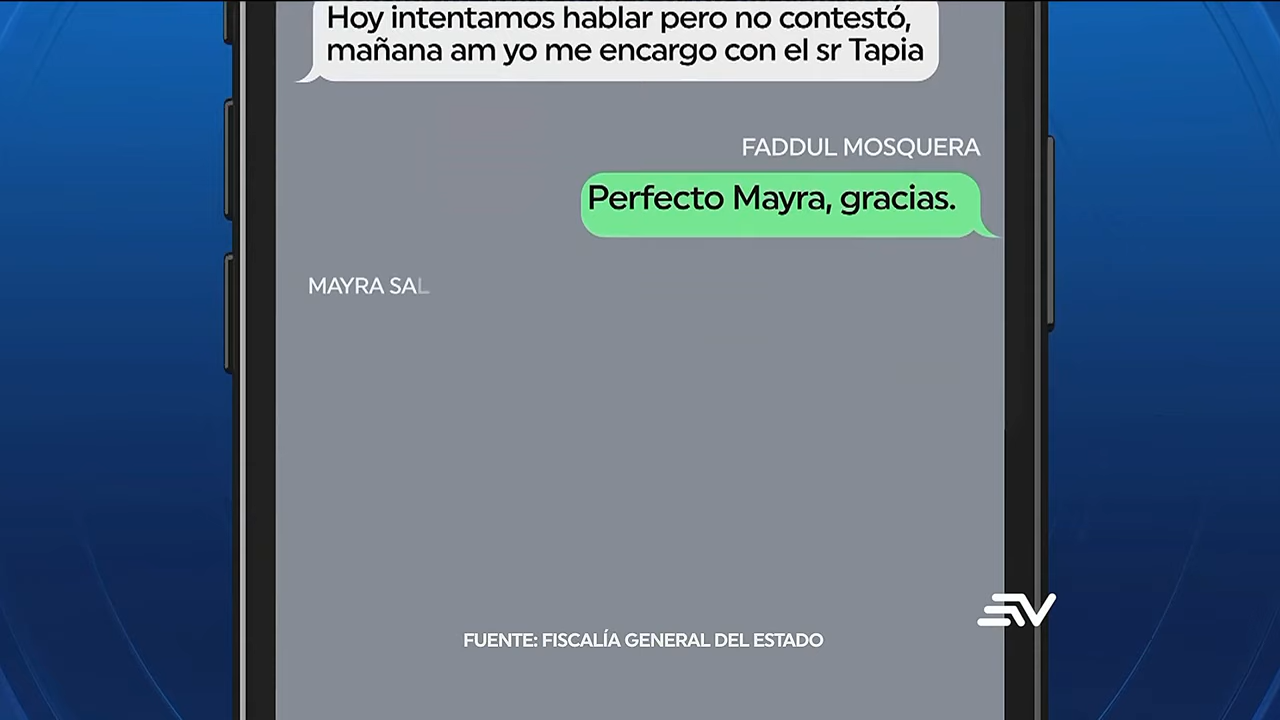 Hoy intentamos hablar pero no contestó,
mañana am yo me encargo con el sr Tapia
FADDUL MOSQUERA
Perfecto Mayra, gracias.
MAYRA SAL
FUENTE: FISCALÍA GENERAL DEL ESTADO